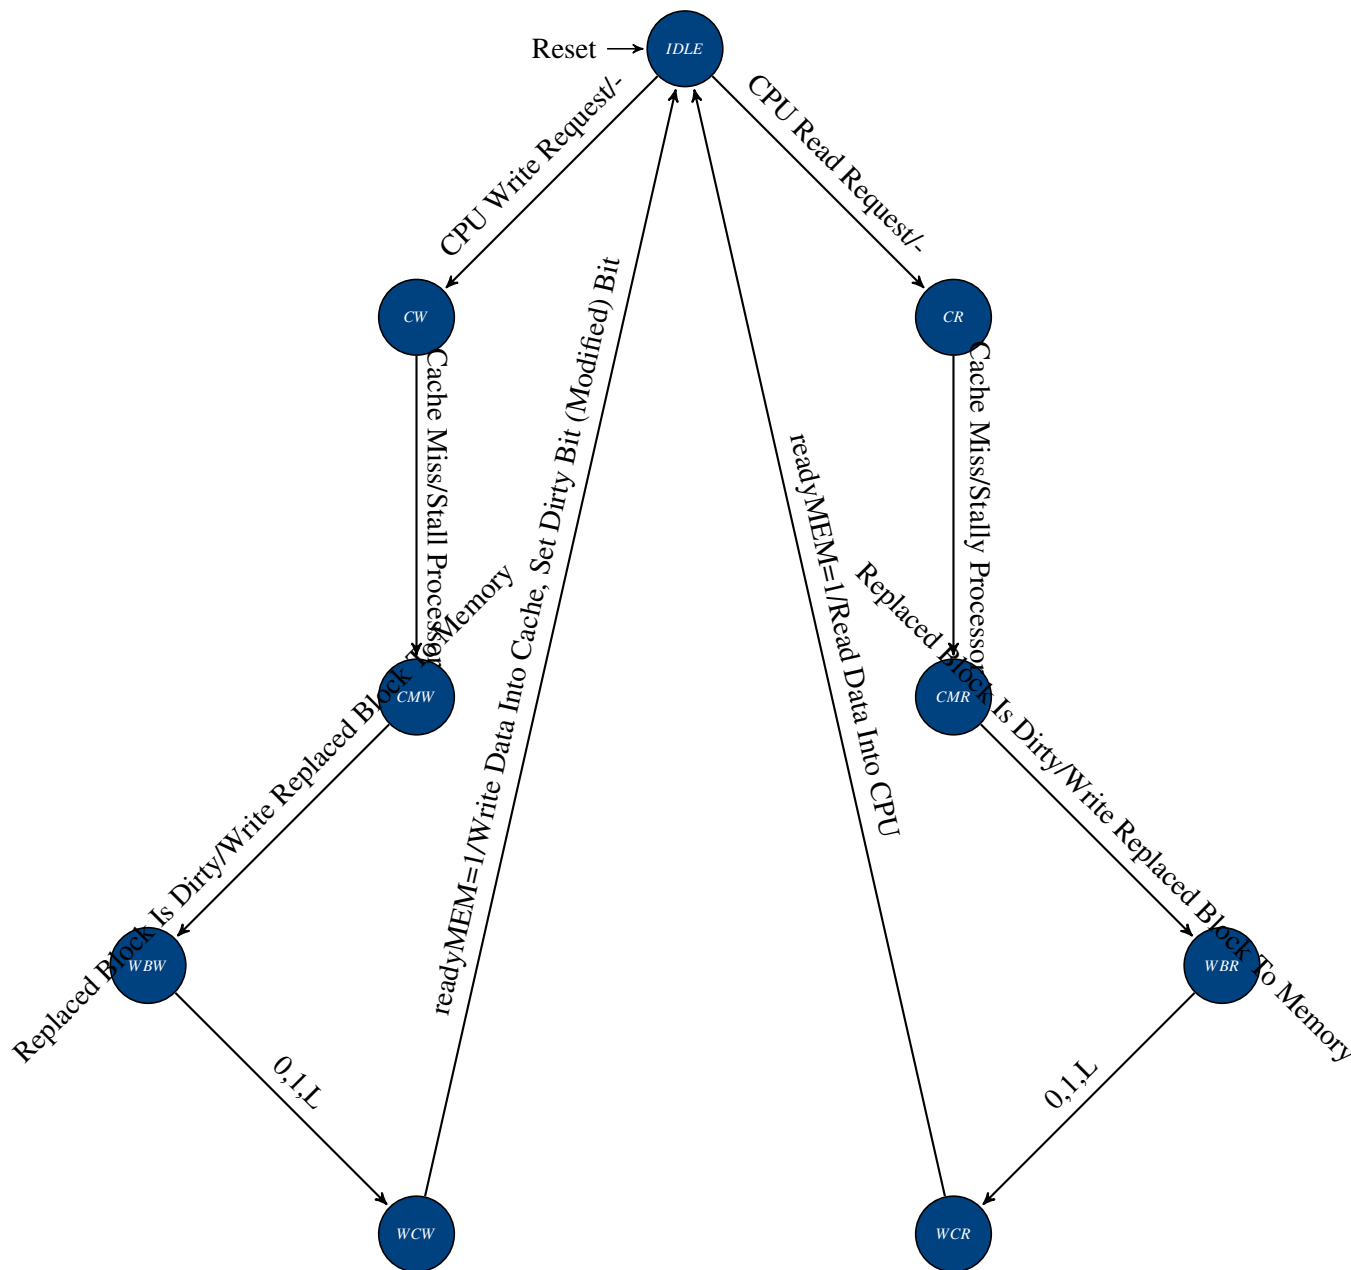 Reset
IDLE
CPU Write Request/-
CPU Read Request/-
CW
CR
Cache Miss/Stall Processor
Cache Miss/Stally Processor
readyMEM=1/Write Data Into Cache, Set Dirty Bit (Modified) Bit
readyMEM=1/Read Data Into CPU
CMW
CMR
Replaced Block Is Dirty/Write Replaced Block To Memory
Replaced Block Is Dirty/Write Replaced Block To Memory
WBW
WBR
0,1,L
0,1,L
WCW
WCR